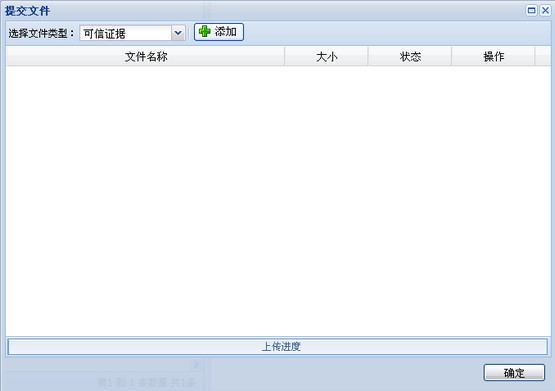 提交文件
选择文件类型： 可信证据 添加
文件名称 大小 状态 操作
上传进度
确定